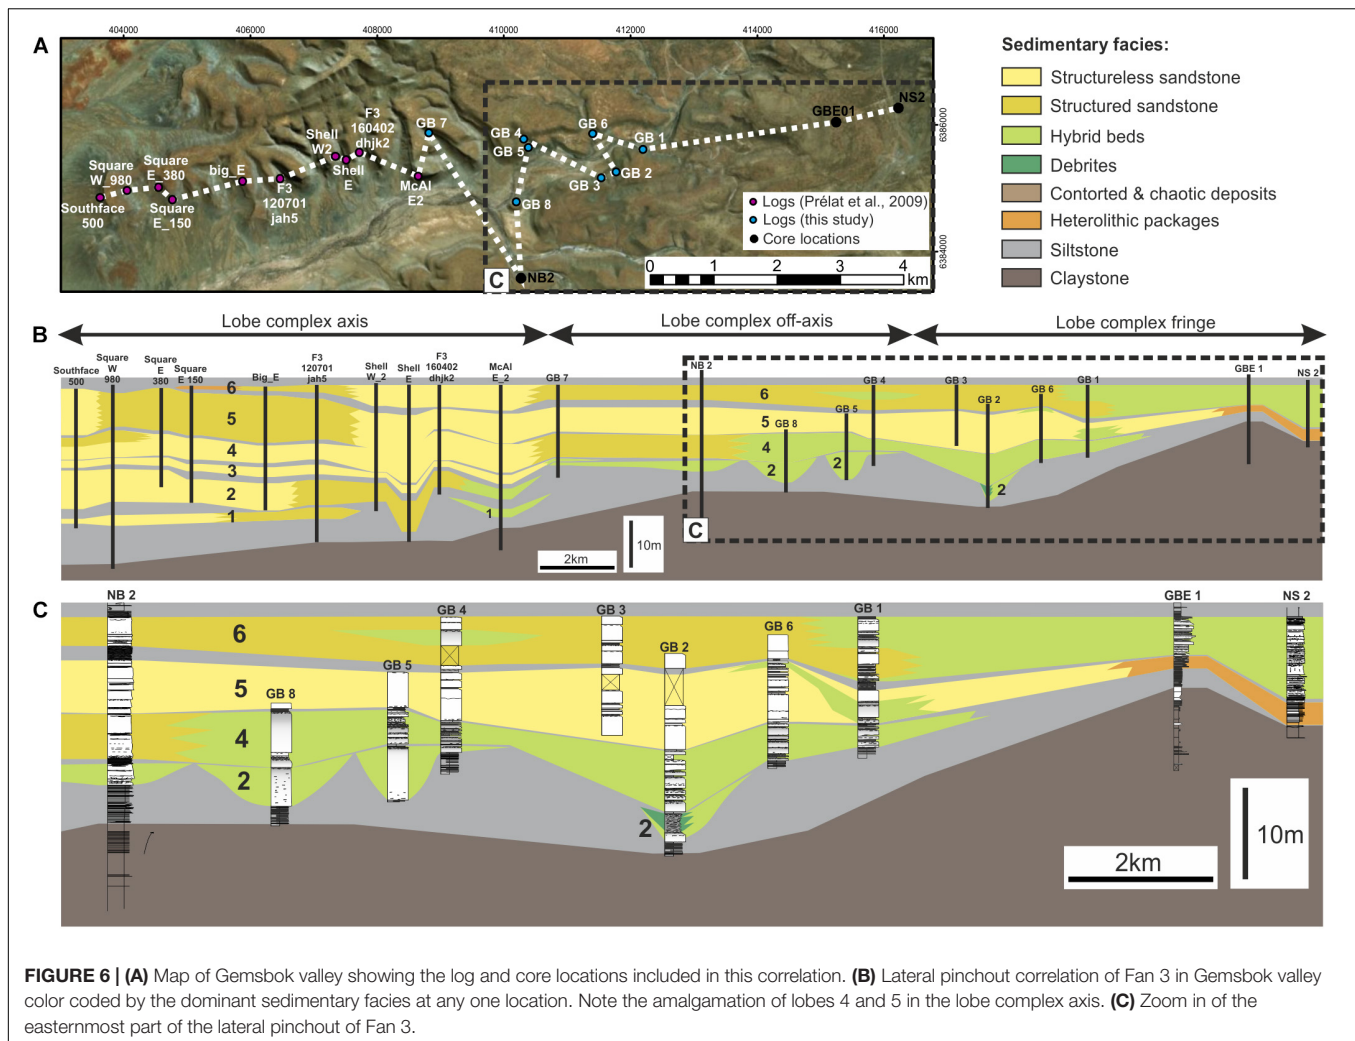 A
404000
406000
408000
410000
412000
414000
416000
6386000
6384000
Southface
500
Square
W_980
Square
E_380
Square
E_150
big_E
F3
120701
jah5
Shell
W2
Shell
E
F3
160402
dhjk2
McAl
E2
GB 7
GB 4
GB 5
GB 8
NB2
GB 6
GB 3
GB 2
GB 1
GBE01
NS2
Logs (Prélat et al., 2009)
Logs (this study)
Core locations
0 1 2 3 4
km
C
Sedimentary facies:
Structureless sandstone
Structured sandstone
Hybrid beds
Debrites
Contorted & chaotic deposits
Heterolithic packages
Siltstone
Claystone
B
Lobe complex axis
Lobe complex off-axis
Lobe complex fringe
Southface
500
Square
W
980
Square
E
380
Square
E 150
Big_E
F3
120701
jah5
Shell
W_2
Shell
E
F3
160402
dhjk2
McAl
E_2
GB 7
NB 2
GB 8
GB 5
GB 4
GB 3
GB 2
GB 6
GB 1
GBE 1
NS 2
6
5
4
3
2
1
1
6
5
4
2
2
2
2km
10m
C
C
NB 2
GB 8
GB 5
GB 4
GB 3
GB 2
GB 6
GB 1
GBE 1
NS 2
6
5
4
2
2
2km
10m
FIGURE 6 | (A) Map of Gemsbok valley showing the log and core locations included in this correlation. (B) Lateral pinchout correlation of Fan 3 in Gemsbok valley
color coded by the dominant sedimentary facies at any one location. Note the amalgamation of lobes 4 and 5 in the lobe complex axis. (C) Zoom in of the
easternmost part of the lateral pinchout of Fan 3.